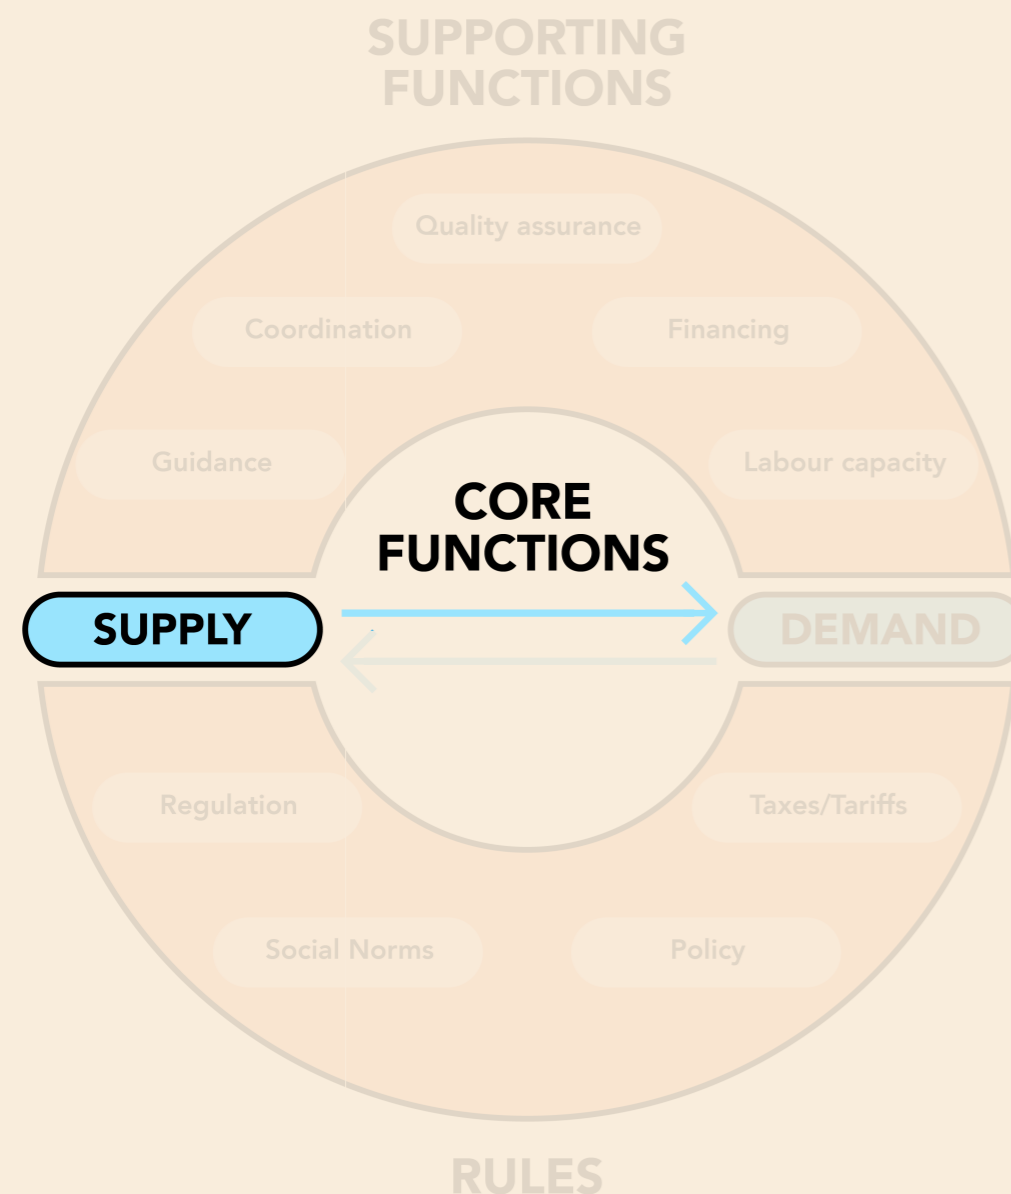 SUPPORTING
FUNCTIONS
Quality assurance
Coordination
Financing
Guidance
Labour capacity
CORE
FUNCTIONS
SUPPLY
DEMAND
Regulation
Taxes/Tariffs
Social Norms
Policy
RULES